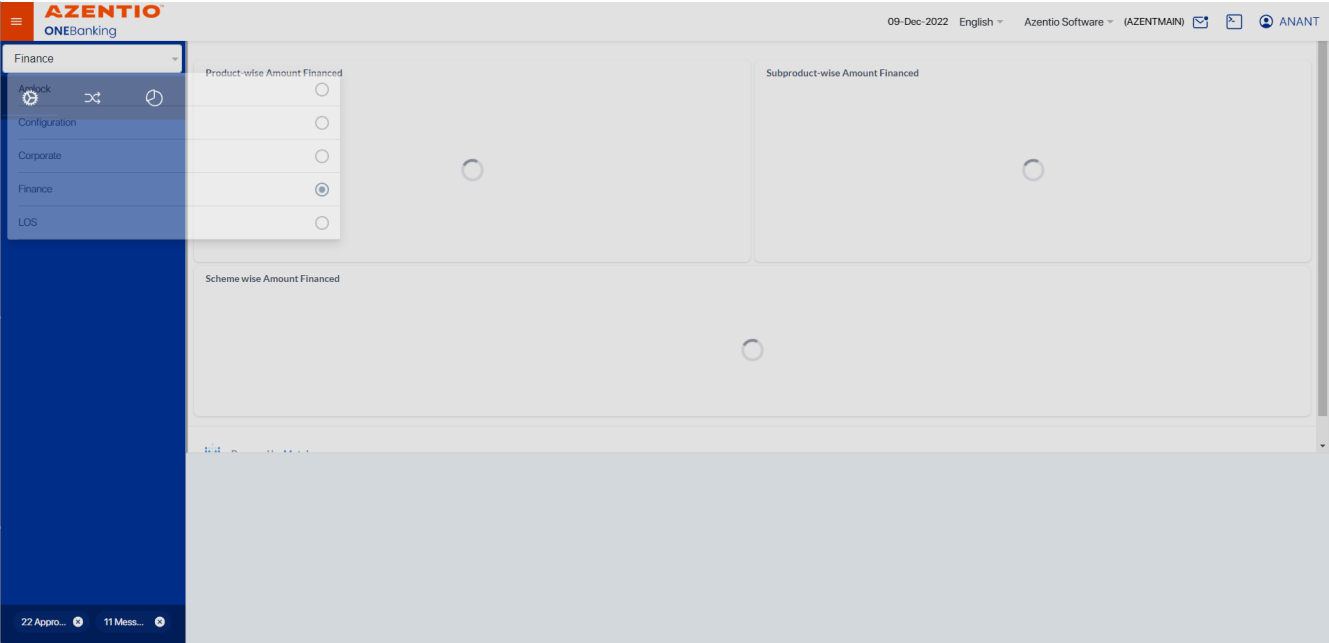 AZENTIO
ONEBanking
09-Dec-2022 English Azentio Software (AZENTMAIN) ANANT
Finance
Product-wise Amount Financed
Subproduct-wise Amount Financed
Amlock
Configuration
Corporate
Finance
LOS
Scheme wise Amount Financed
22 Appro... 11 Mess...